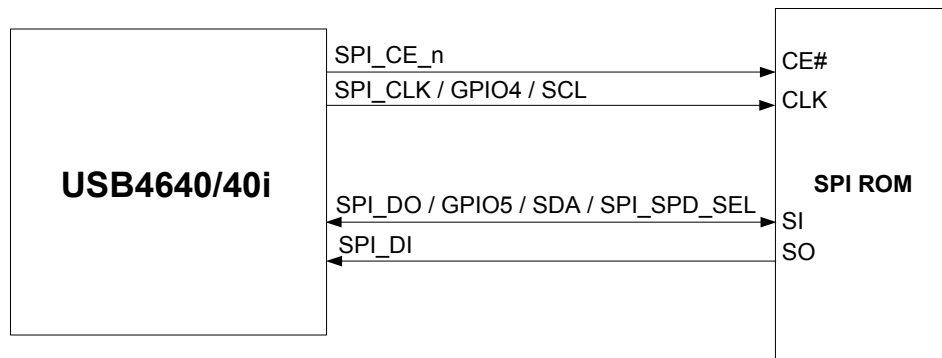 SPI_CE_n
CE#
SPI_CLK / GPIO4 / SCL
CLK
USB4640/40i
SPI ROM
SPI_DO / GPIO5 / SDA / SPI_SPD_SEL
SI
SPI_DI
SO